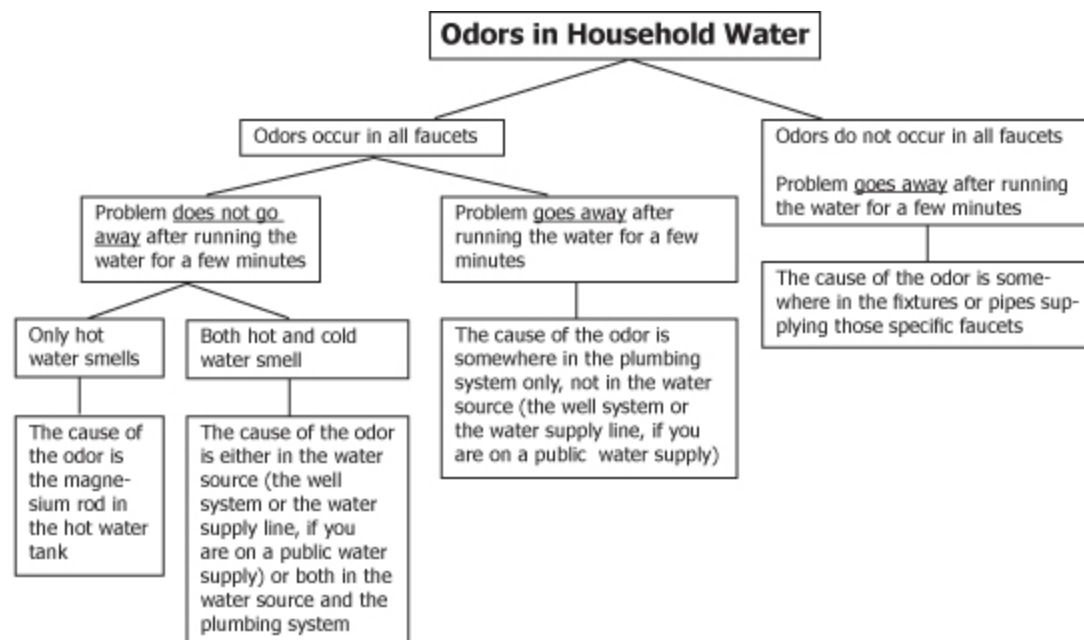 Odors in Household Water
Odors occur in all faucets
Odors do not occur in all faucets
Problem goes away after running
the water for a few minutes
Problem does not go
away after running the
water for a few minutes
Problem goes away after
running the water for a few
minutes
The cause of the odor is some-
where in the fixtures or pipes sup-
plying those specific faucets
Only hot
water smells
Both hot and cold
water smell
The cause of the odor is
somewhere in the plumbing
system only, not in the water
source (the well system or
the water supply line, if you
are on a public water supply)
The cause of
the odor is
the magne-
sium rod in
the hot water
tank
The cause of the odor
is either in the water
source (the well
system or the water
supply line, if you
are on a public water
supply) or both in the
water source and the
plumbing system